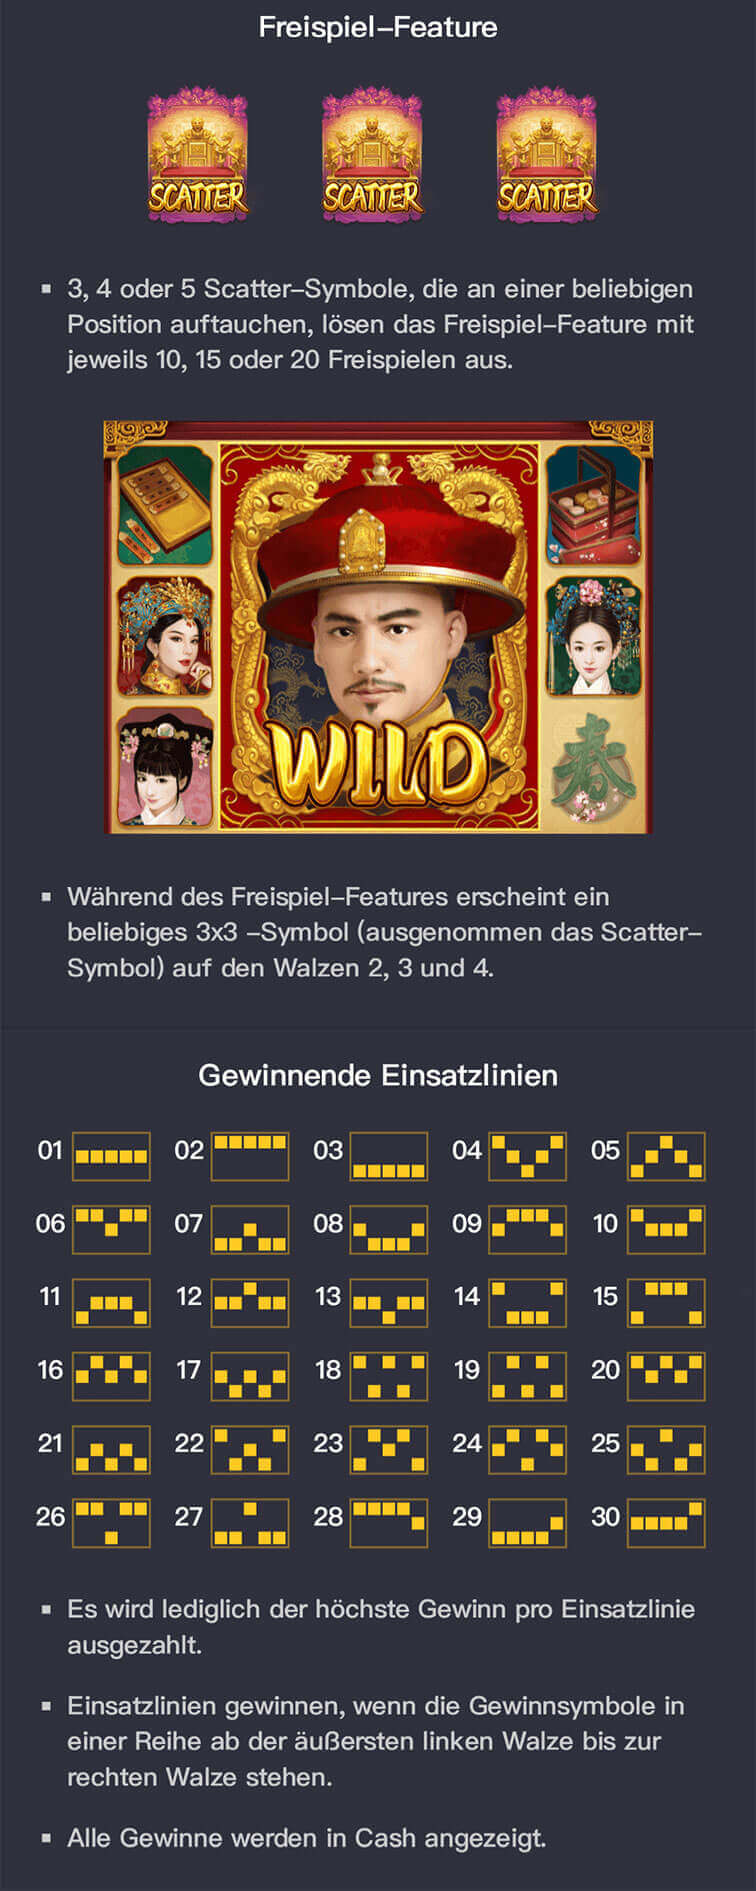 Freispiel–Feature
SCATTER SCATTER SCATTER
▪ 3, 4 oder 5 Scatter–Symbole, die an einer beliebigen
Position auftauchen, lösen das Freispiel–Feature mit
jeweils 10, 15 oder 20 Freispielen aus.
WILD
春
▪ Während des Freispiel–Features erscheint ein
beliebiges 3x3 –Symbol (ausgenommen das Scatter–
Symbol) auf den Walzen 2, 3 und 4.
Gewinnende Einsatzlinien
01 02 03 04 05
06 07 08 09 10
11 12 13 14 15
16 17 18 19 20
21 22 23 24 25
26 27 28 29 30
▪ Es wird lediglich der höchste Gewinn pro Einsatzlinie
ausgezahlt.
▪ Einsatzlinien gewinnen, wenn die Gewinnsymbole in
einer Reihe ab der äußersten linken Walze bis zur
rechten Walze stehen.
▪ Alle Gewinne werden in Cash angezeigt.